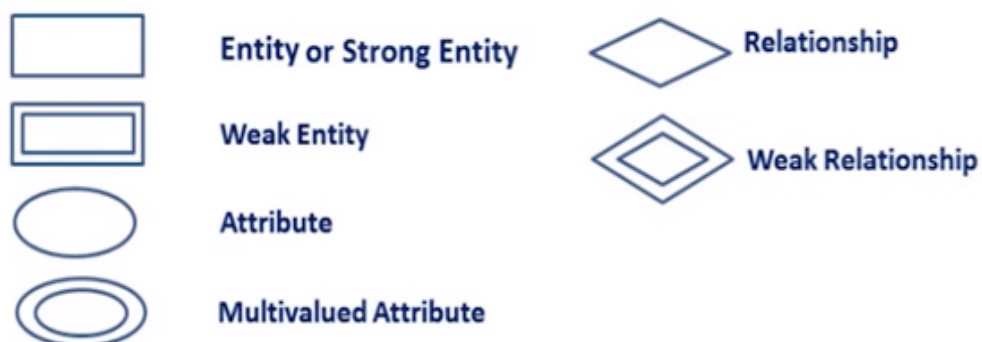 Entity or Strong Entity
Relationship
Weak Entity
Weak Relationship
Attribute
Multivalued Attribute